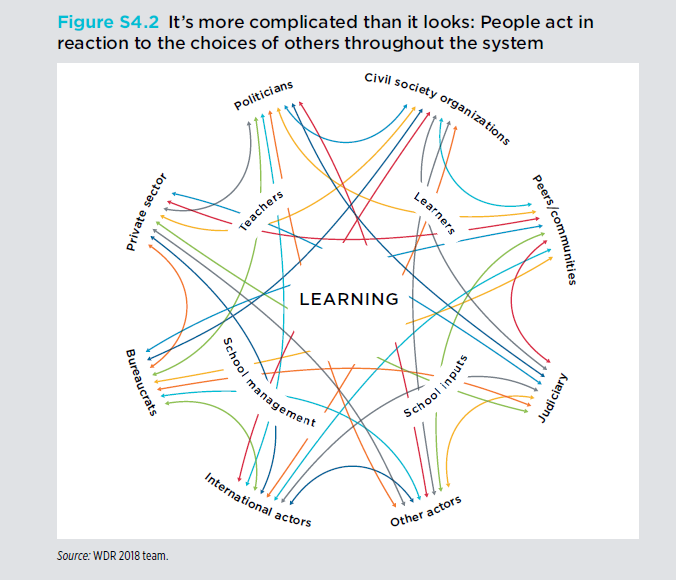 Figure S4.2 It’s more complicated than it looks: People act in
reaction to the choices of others throughout the system
Politicians
Civil society organizations
Private sector
Teachers
Learners
Peers/communities
LEARNING
Bureaucrats
School management
School inputs
Judiciary
International actors
Other actors
Source: WDR 2018 team.